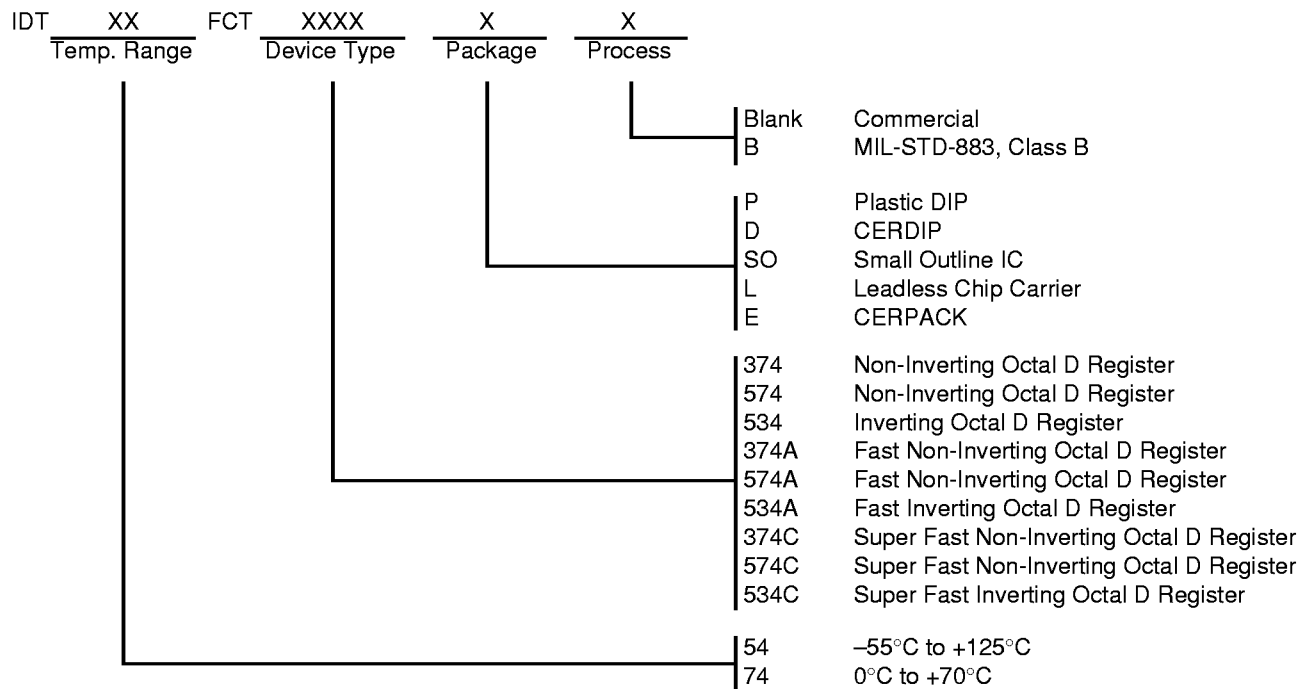 IDT XX FCT XXXX X X
Temp. Range Device Type Package Process
Blank Commercial
B MIL-STD-883, Class B
P Plastic DIP
D CERDIP
SO Small Outline IC
L Leadless Chip Carrier
E CERPACK
374 Non-Inverting Octal D Register
574 Non-Inverting Octal D Register
534 Inverting Octal D Register
374A Fast Non-Inverting Octal D Register
574A Fast Non-Inverting Octal D Register
534A Fast Inverting Octal D Register
374C Super Fast Non-Inverting Octal D Register
574C Super Fast Non-Inverting Octal D Register
534C Super Fast Inverting Octal D Register
54 –55°C to +125°C
74 0°C to +70°C